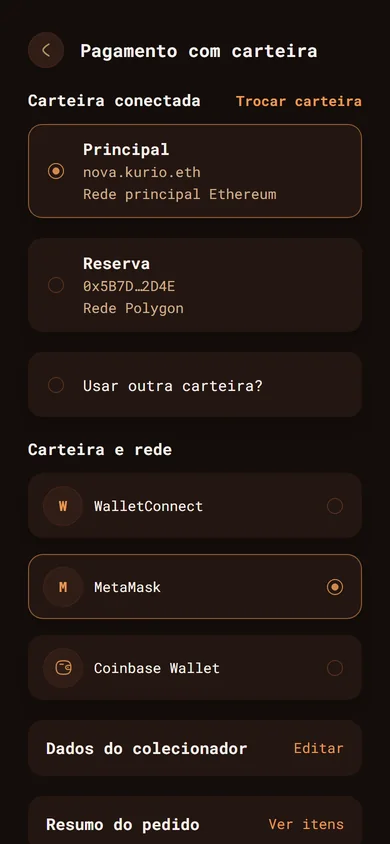 Pagamento com carteira
Carteira conectada Trocar carteira
Principal
nova.kurio.eth
Rede principal Ethereum
Reserva
0x5B7D…2D4E
Rede Polygon
Usar outra carteira?
Carteira e rede
W WalletConnect
M MetaMask
Coinbase Wallet
Dados do colecionador Editar
Resumo do pedido Ver itens